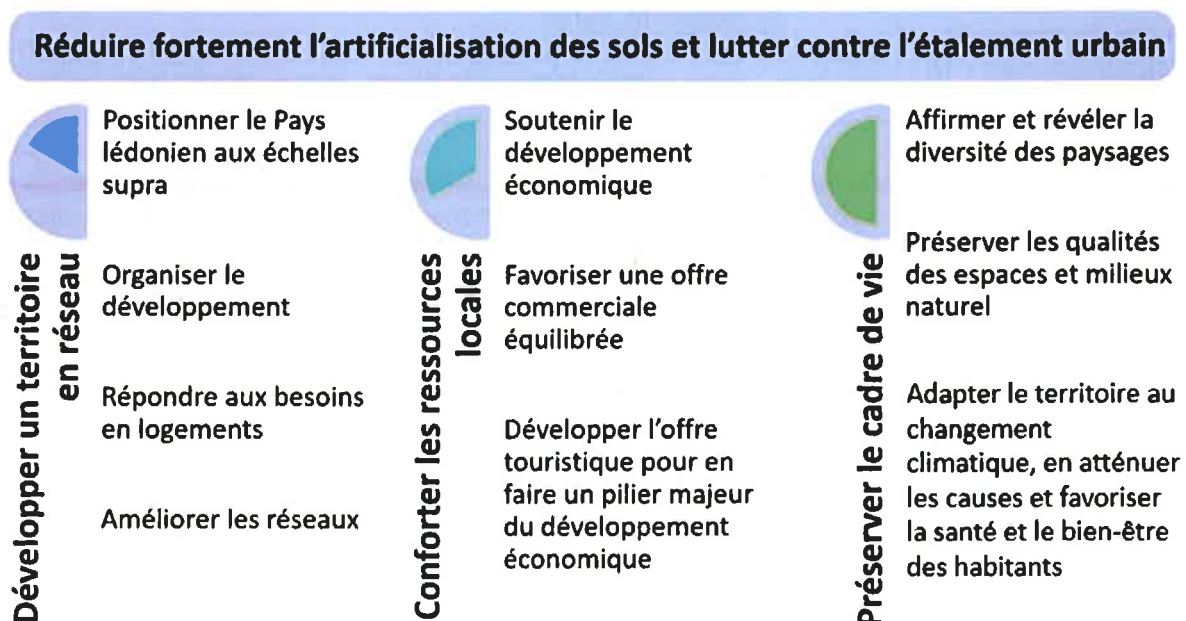 Réduire fortement l'artificialisation des sols et lutter contre l'étalement urbain
Développer un territoire
en réseau
Positionner le Pays
lédonien aux échelles
supra
Organiser le
développement
Répondre aux besoins
en logements
Améliorer les réseaux
Conforter les ressources
locales
Soutenir le
développement
économique
Favoriser une offre
commerciale
équilibrée
Développer l'offre
touristique pour en
faire un pilier majeur
du développement
économique
Préserver le cadre de vie
Affirmer et révéler la
diversité des paysages
Préserver les qualités
des espaces et milieux
naturel
Adapter le territoire au
changement
climatique, en atténuer
les causes et favoriser
la santé et le bien-être
des habitants